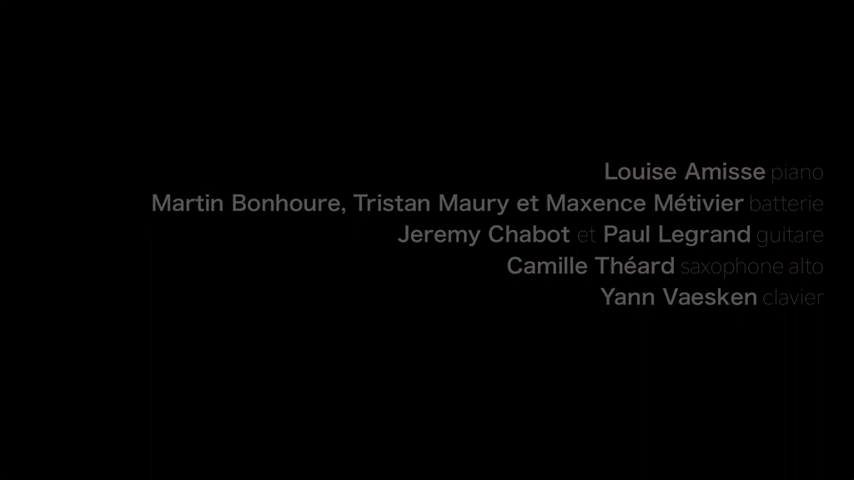 Louise Amisse piano
Martin Bonhoure, Tristan Maury et Maxence Métivier batterie
Jeremy Chabot et Paul Legrand guitare
Camille Théard saxophone alto
Yann Vaesken clavier